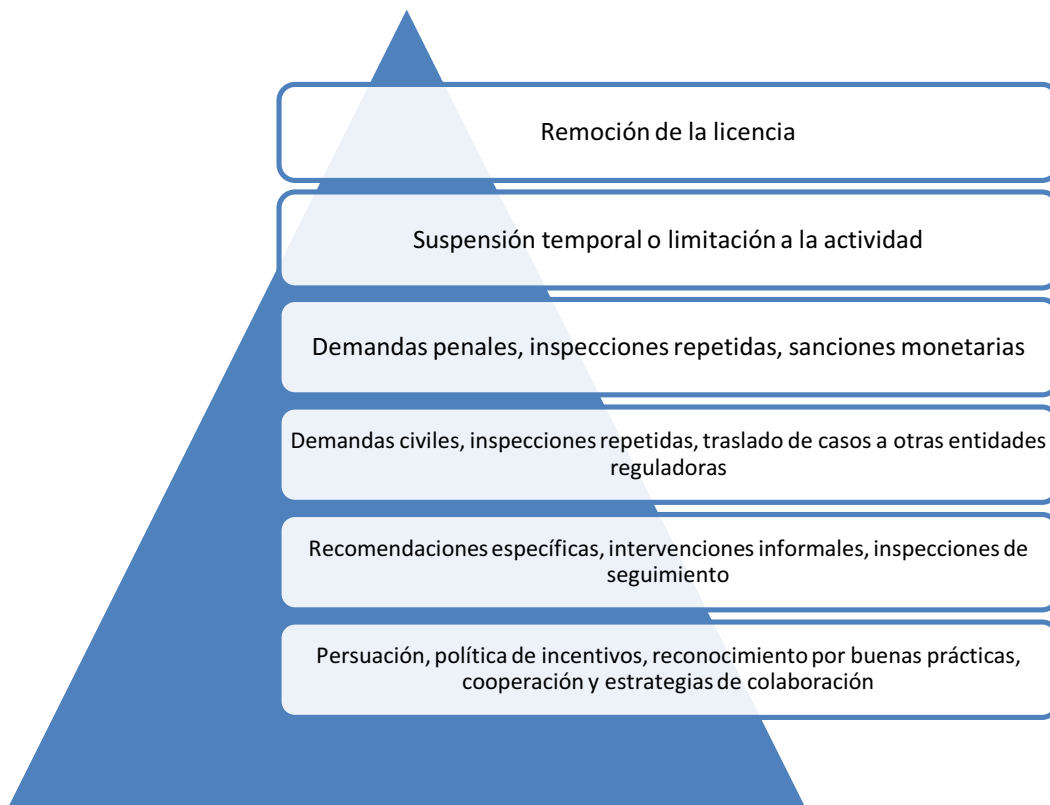 Remoción de la licencia
Suspensión temporal o limitación a la actividad
Demandas penales, inspecciones repetidas, sanciones monetarias
Demandas civiles, inspecciones repetidas, traslado de casos a otras entidades
reguladoras
Recomendaciones específicas, intervenciones informales, inspecciones de
seguimiento
Persuación, política de incentivos, reconocimiento por buenas prácticas,
cooperación y estrategias de colaboración